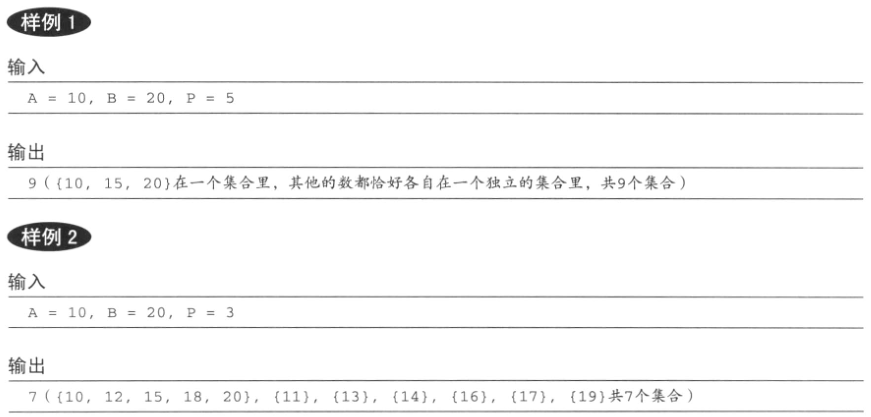 样例 1
输入
A = 10, B = 20, P = 5
输出
9 ( {10, 15, 20}在一个集合里，其他的数都恰好各自在一个独立的集合里，共9个集合 )
样例 2
输入
A = 10, B = 20, P = 3
输出
7 ( {10, 12, 15, 18, 20}, {11}, {13}, {14}, {16}, {17}, {19}共7个集合 )